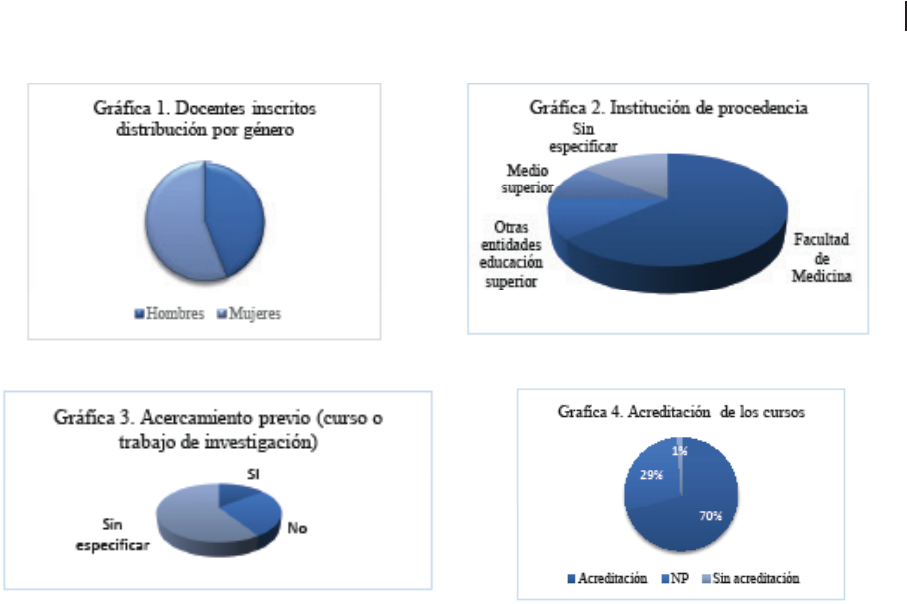 Gráfica 1. Docentes inscritos
distribución por género
Hombres Mujeres
Gráfica 2. Institución de procedencia
Sin
especificar
Medio
superior
Otras
entidades
educación
superior
Facultad
de
Medicina
Gráfica 3. Acercamiento previo (curso o
trabajo de investigación)
SI
No
Sin
especificar
Grafica 4. Acreditación de los cursos
1%
29%
70%
Acreditación NP Sin acreditación